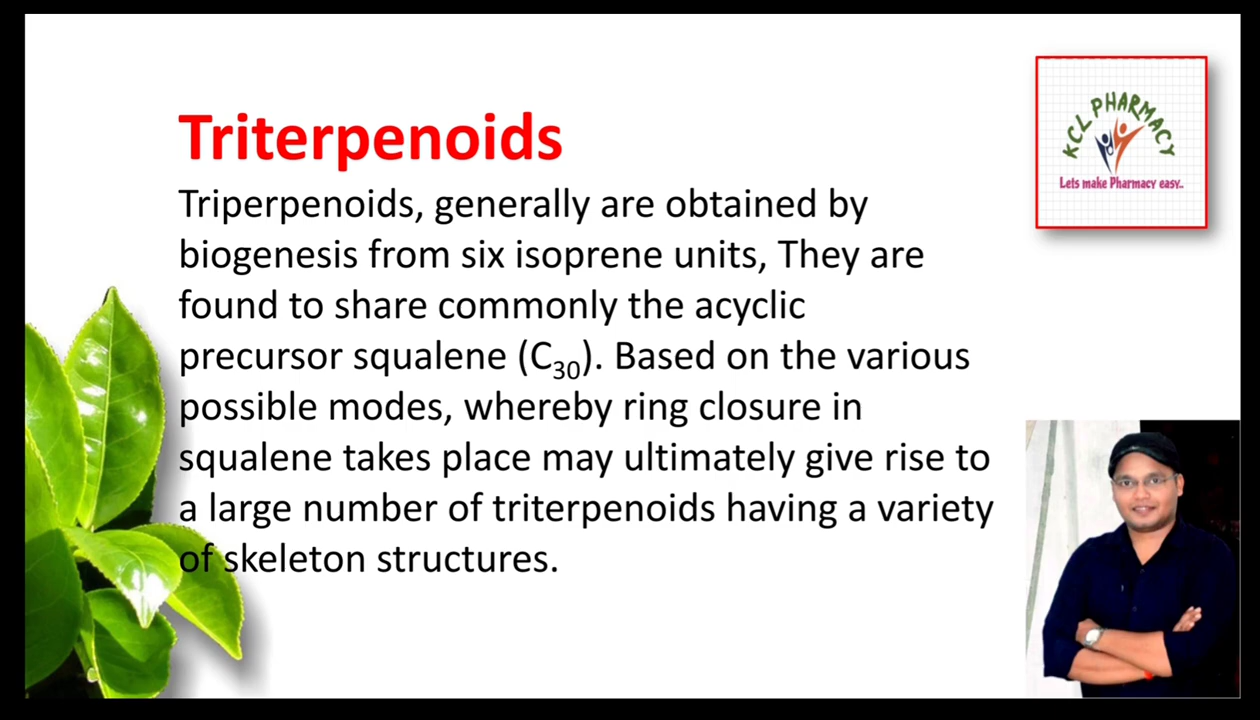 KCL PHARMACY
Lets make Pharmacy easy..
Triterpenoids
Triperpenoids, generally are obtained by
biogenesis from six isoprene units, They are
found to share commonly the acyclic
precursor squalene (C₃₀). Based on the various
possible modes, whereby ring closure in
squalene takes place may ultimately give rise to
a large number of triterpenoids having a variety
of skeleton structures.